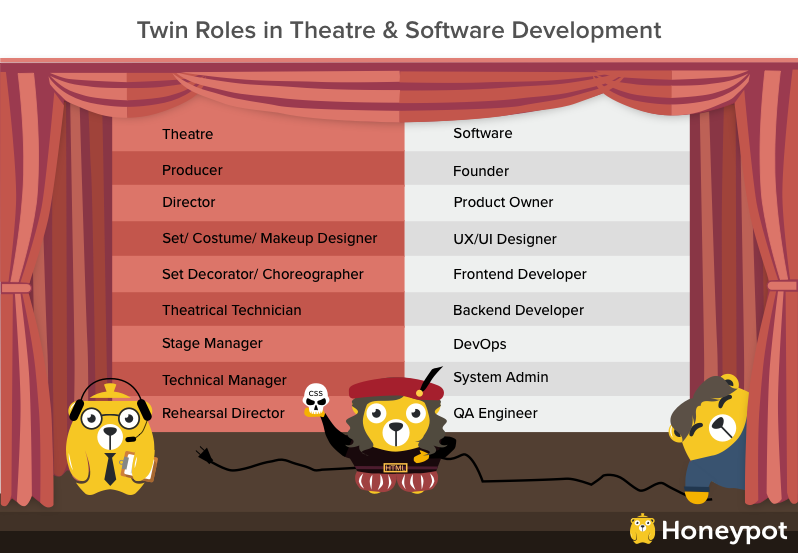 Twin Roles in Theatre & Software Development
Theatre Software
Producer Founder
Director Product Owner
Set/ Costume/ Makeup Designer UX/UI Designer
Set Decorator/ Choreographer Frontend Developer
Theatrical Technician Backend Developer
Stage Manager DevOps
Technical Manager System Admin
Rehearsal Director QA Engineer
CSS
HTML
Honeypot